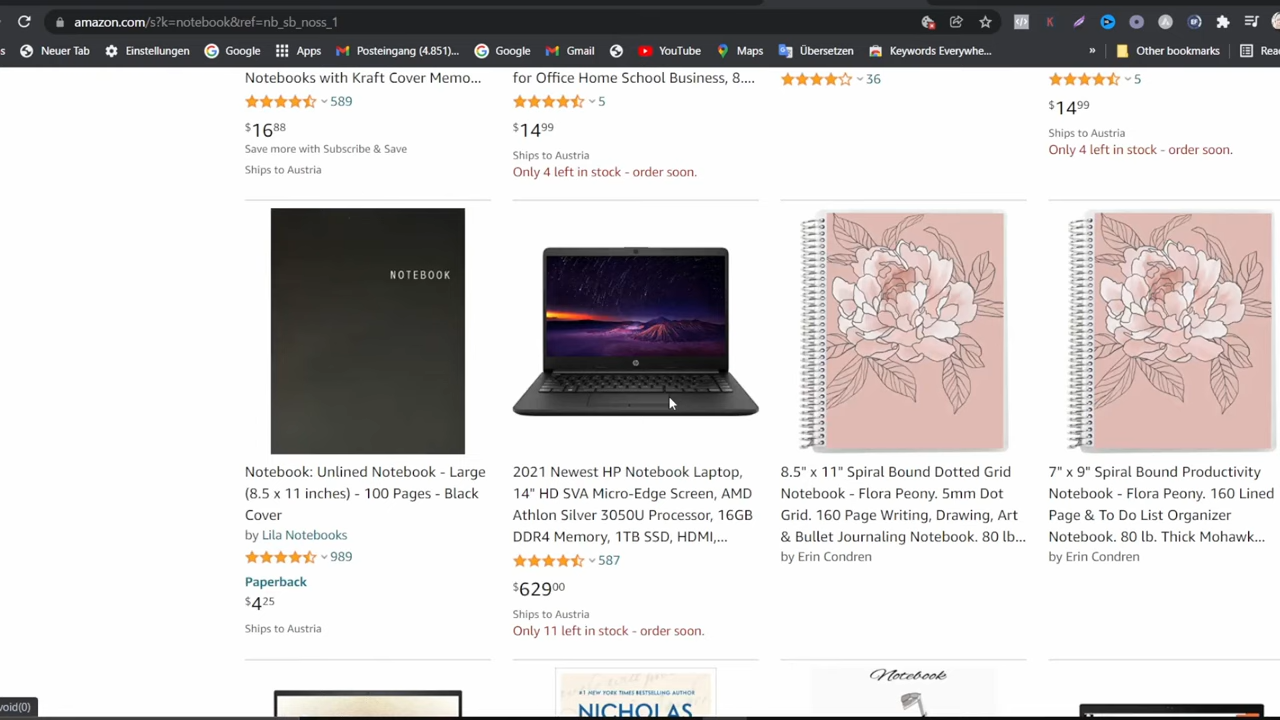 amazon.com/s?k=notebook&ref=nb_sb_noss_1
Neuer Tab
Einstellungen
Google
Apps
Posteingang (4.851)...
Google
Gmail
YouTube
Maps
Übersetzen
Keywords Everywhe...
»
Other bookmarks
Rea
Notebooks with Kraft Cover Memo...
589
$16 88
Save more with Subscribe & Save
Ships to Austria
for Office Home School Business, 8....
5
$14 99
Ships to Austria
Only 4 left in stock - order soon.
36
5
$14 99
Ships to Austria
Only 4 left in stock - order soon.
NOTEBOOK
Notebook: Unlined Notebook - Large
(8.5 x 11 inches) - 100 Pages - Black
Cover
by Lila Notebooks
989
Paperback
$4 25
Ships to Austria
2021 Newest HP Notebook Laptop,
14" HD SVA Micro-Edge Screen, AMD
Athlon Silver 3050U Processor, 16GB
DDR4 Memory, 1TB SSD, HDMI,...
587
$629 00
Ships to Austria
Only 11 left in stock - order soon.
8.5" x 11" Spiral Bound Dotted Grid
Notebook - Flora Peony. 5mm Dot
Grid. 160 Page Writing, Drawing, Art
& Bullet Journaling Notebook. 80 lb...
by Erin Condren
7" x 9" Spiral Bound Productivity
Notebook - Flora Peony. 160 Lined
Page & To Do List Organizer
Notebook. 80 lb. Thick Mohawk...
by Erin Condren
#1 NEW YORK TIMES BESTSELLING AUTHOR
NICHOLAS
Notebook
void(0)